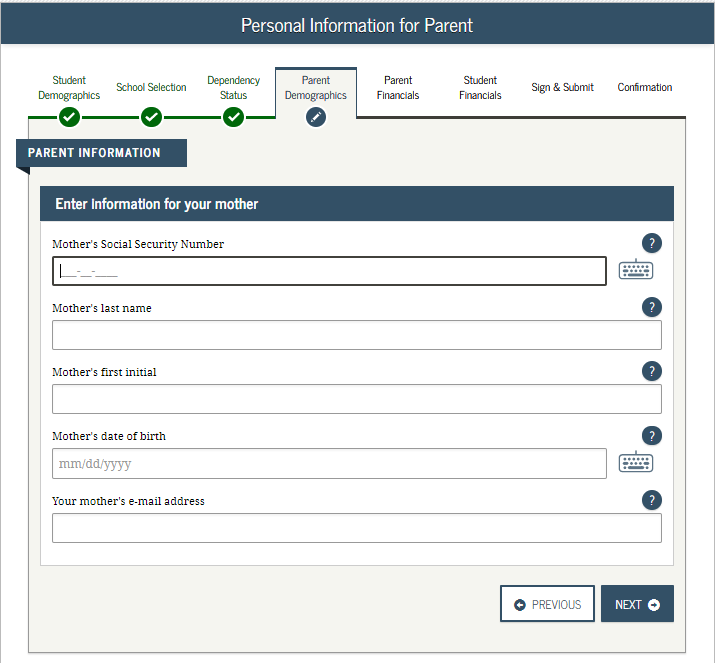 Personal Information for Parent
Student Demographics
School Selection
Dependency Status
Parent Demographics
Parent Financials
Student Financials
Sign & Submit
Confirmation
PARENT INFORMATION
Enter information for your mother
Mother's Social Security Number
?
___-__-____
Mother's last name
?
Mother's first initial
?
Mother's date of birth
?
mm/dd/yyyy
Your mother's e-mail address
?
PREVIOUS
NEXT